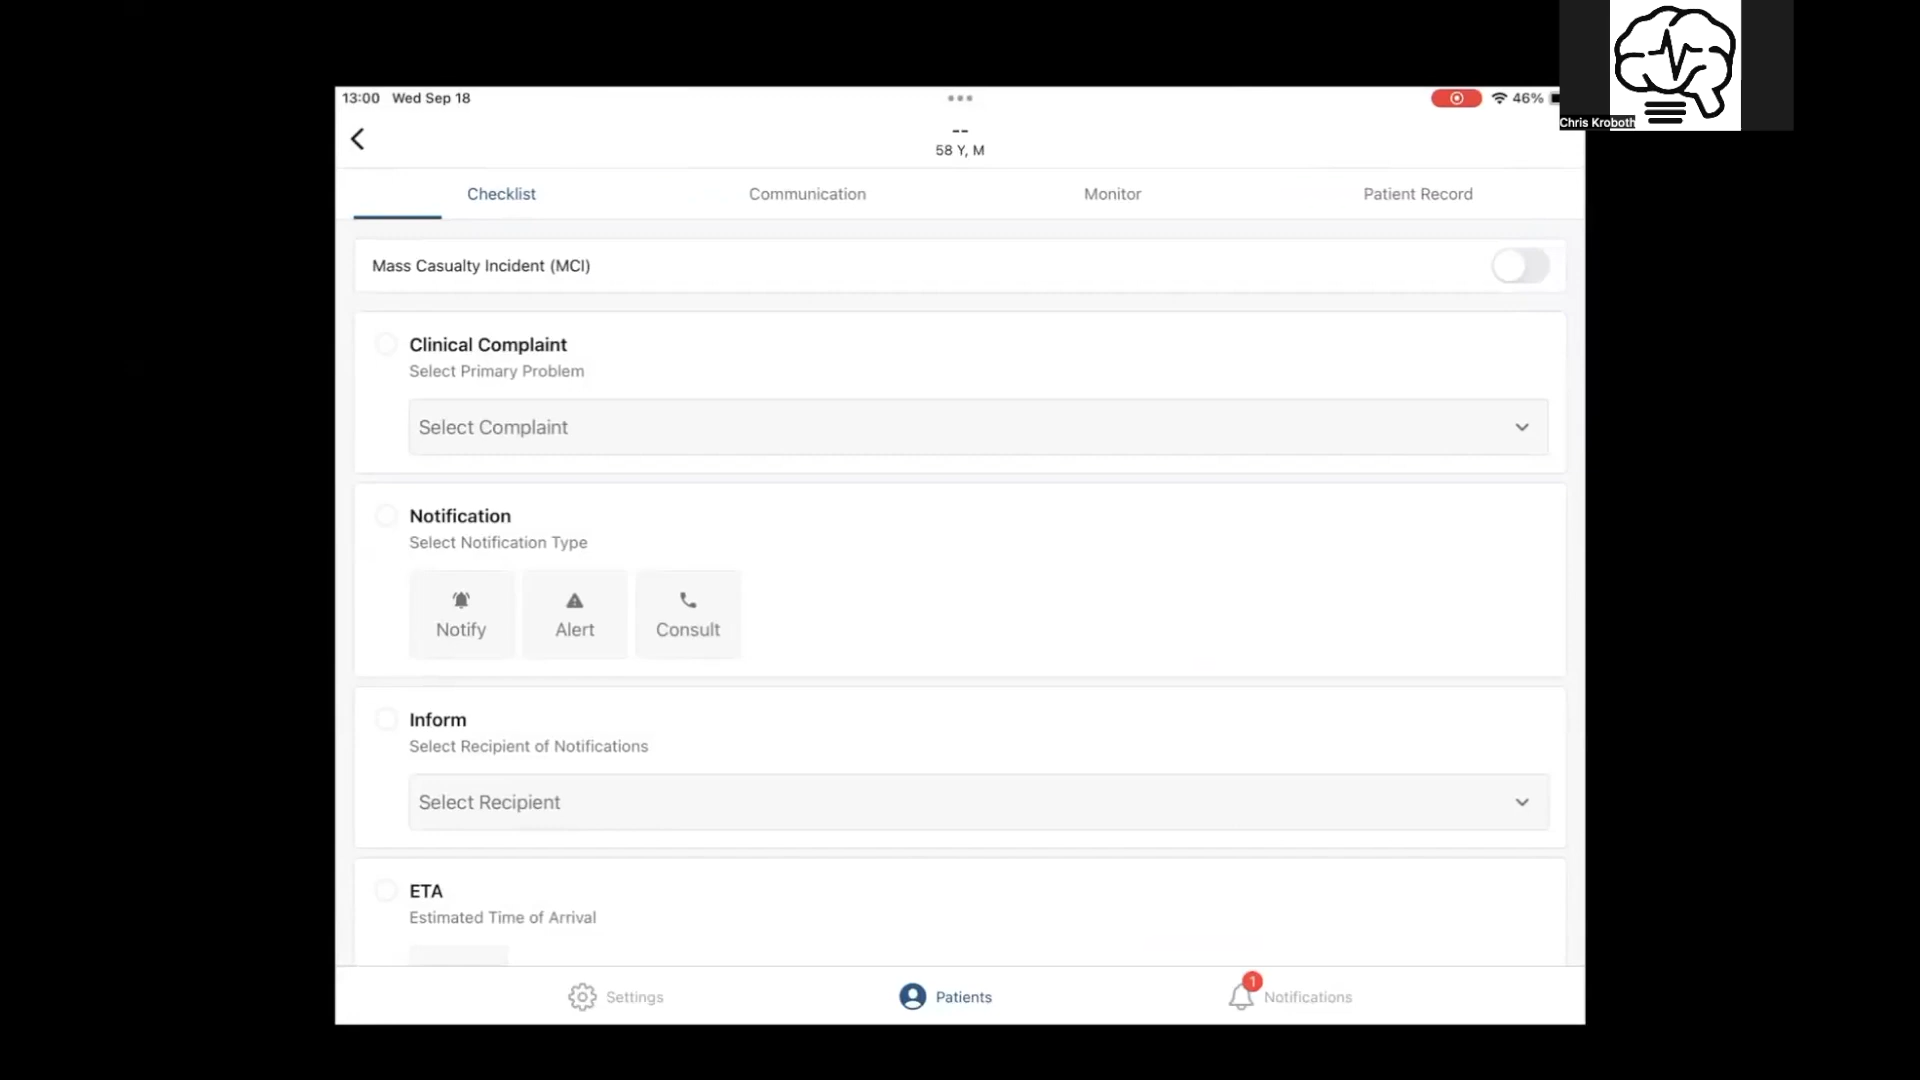 13:00 Wed Sep 18
46%
Chris Kroboth
--
58 Y, M
Checklist
Communication
Monitor
Patient Record
Mass Casualty Incident (MCI)
Clinical Complaint
Select Primary Problem
Select Complaint
Notification
Select Notification Type
Notify
Alert
Consult
Inform
Select Recipient of Notifications
Select Recipient
ETA
Estimated Time of Arrival
Settings
Patients
1
Notifications